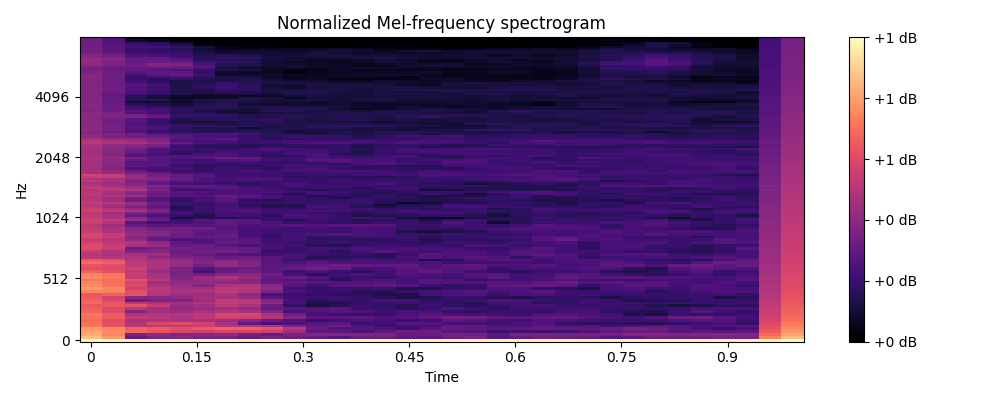 Normalized Mel-frequency spectrogram
Hz
4096
2048
1024
512
0
0 0.15 0.3 0.45 0.6 0.75 0.9
Time
+1 dB
+1 dB
+1 dB
+0 dB
+0 dB
+0 dB